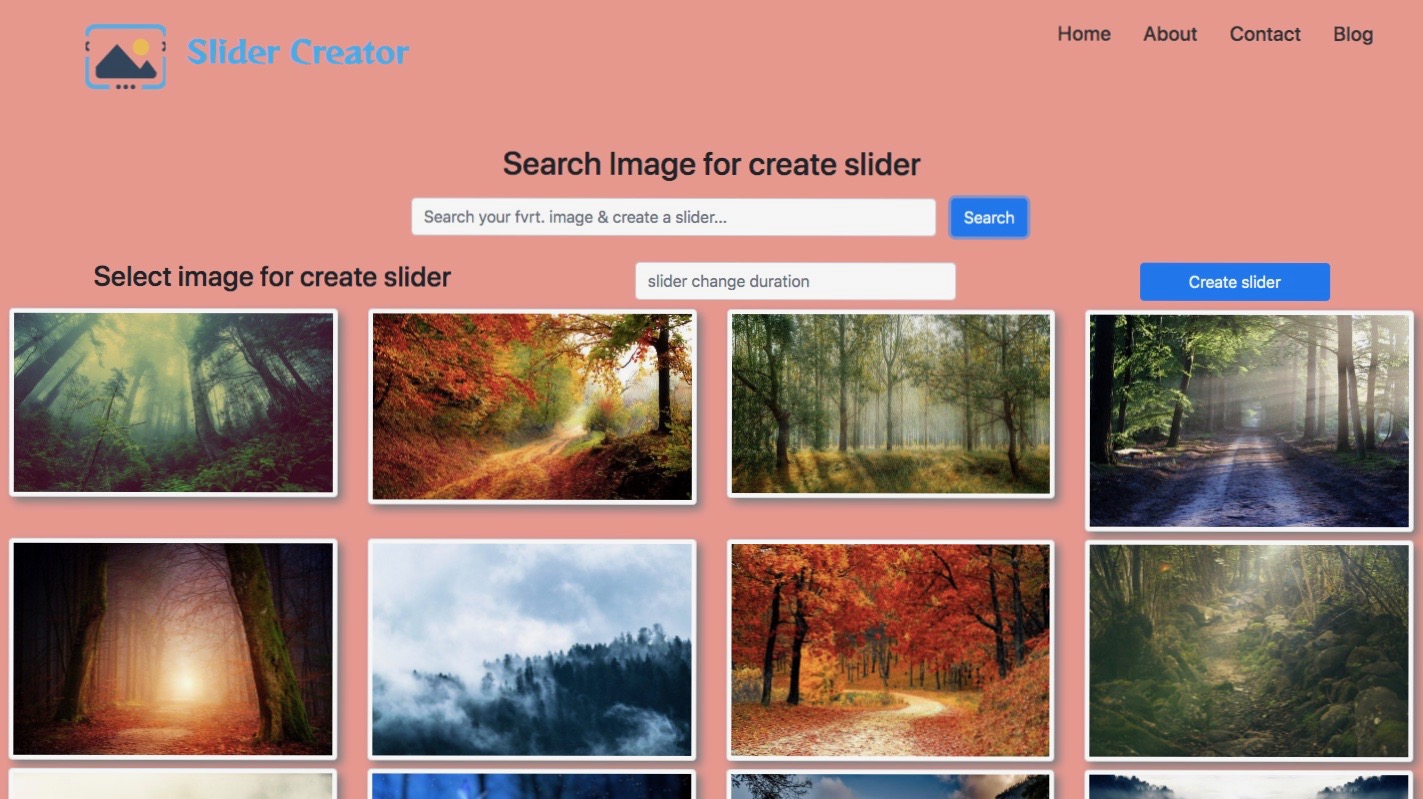 Slider Creator
Home About Contact Blog
Search Image for create slider
Search your fvrt. image & create a slider...
Search
Select image for create slider
slider change duration
Create slider